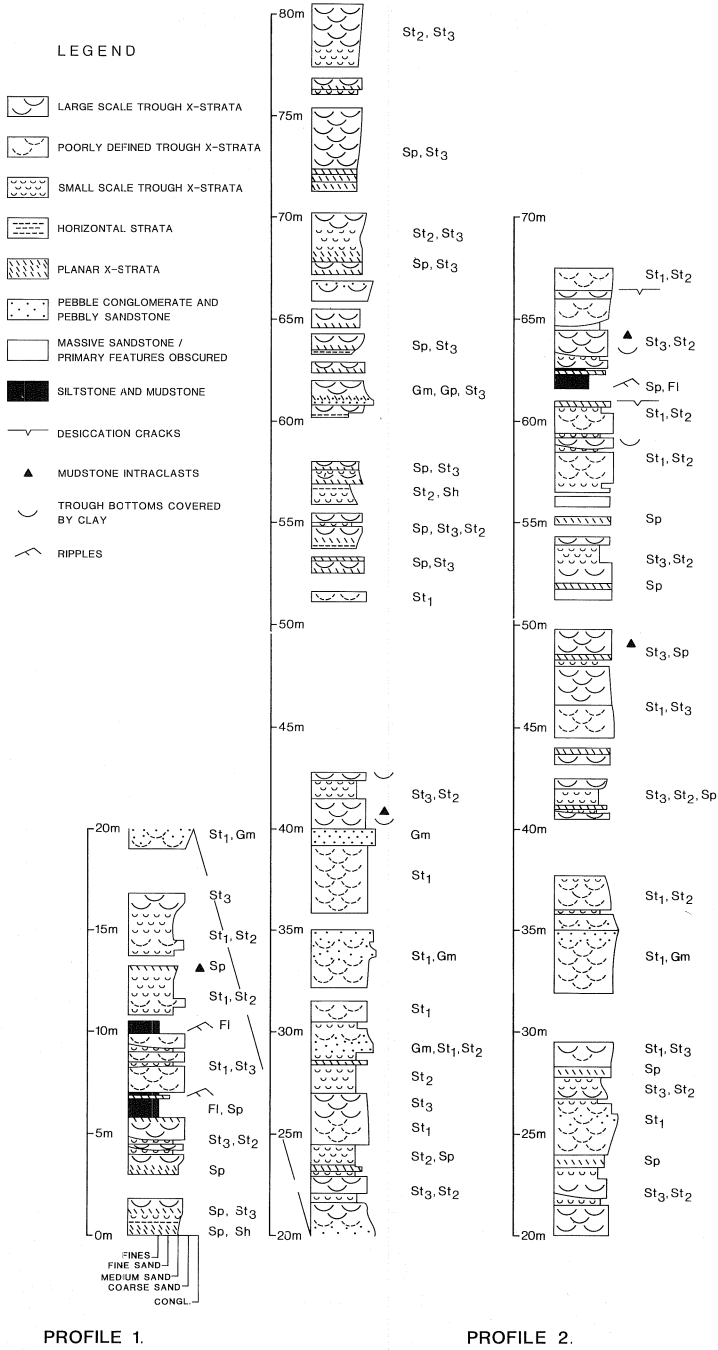 LEGEND
LARGE SCALE TROUGH X-STRATA
POORLY DEFINED TROUGH X-STRATA
SMALL SCALE TROUGH X-STRATA
HORIZONTAL STRATA
PLANAR X-STRATA
PEBBLE CONGLOMERATE AND
PEBBLY SANDSTONE
MASSIVE SANDSTONE /
PRIMARY FEATURES OBSCURED
SILTSTONE AND MUDSTONE
DESICCATION CRACKS
MUDSTONE INTRACLASTS
TROUGH BOTTOMS COVERED
BY CLAY
RIPPLES
20m
15m
10m
5m
0m
St1, Gm
St3
St1, St2
Sp
St1, St2
Fl
St1, St3
Fl, Sp
St3, St2
Sp
Sp, St3
Sp, Sh
FINES
FINE SAND
MEDIUM SAND
COARSE SAND
CONGL.
PROFILE 1.
80m
75m
70m
65m
60m
55m
50m
45m
40m
35m
30m
25m
20m
St2, St3
Sp, St3
St2, St3
Sp, St3
Sp, St3
Gm, Gp, St3
Sp, St3
St2, Sh
Sp, St3, St2
Sp, St3
St1
St3, St2
Gm
St1
St1, Gm
St1
Gm, St1, St2
St2
St3
St1
St2, Sp
St3, St2
70m
65m
60m
55m
50m
45m
40m
35m
30m
25m
20m
St1, St2
St3, St2
Sp, Fl
St1, St2
St1, St2
Sp
St3, St2
Sp
St3, Sp
St1, St3
St3, St2, Sp
St1, St2
St1, Gm
St1, St3
Sp
St3, St2
St1
Sp
St3, St2
PROFILE 2.